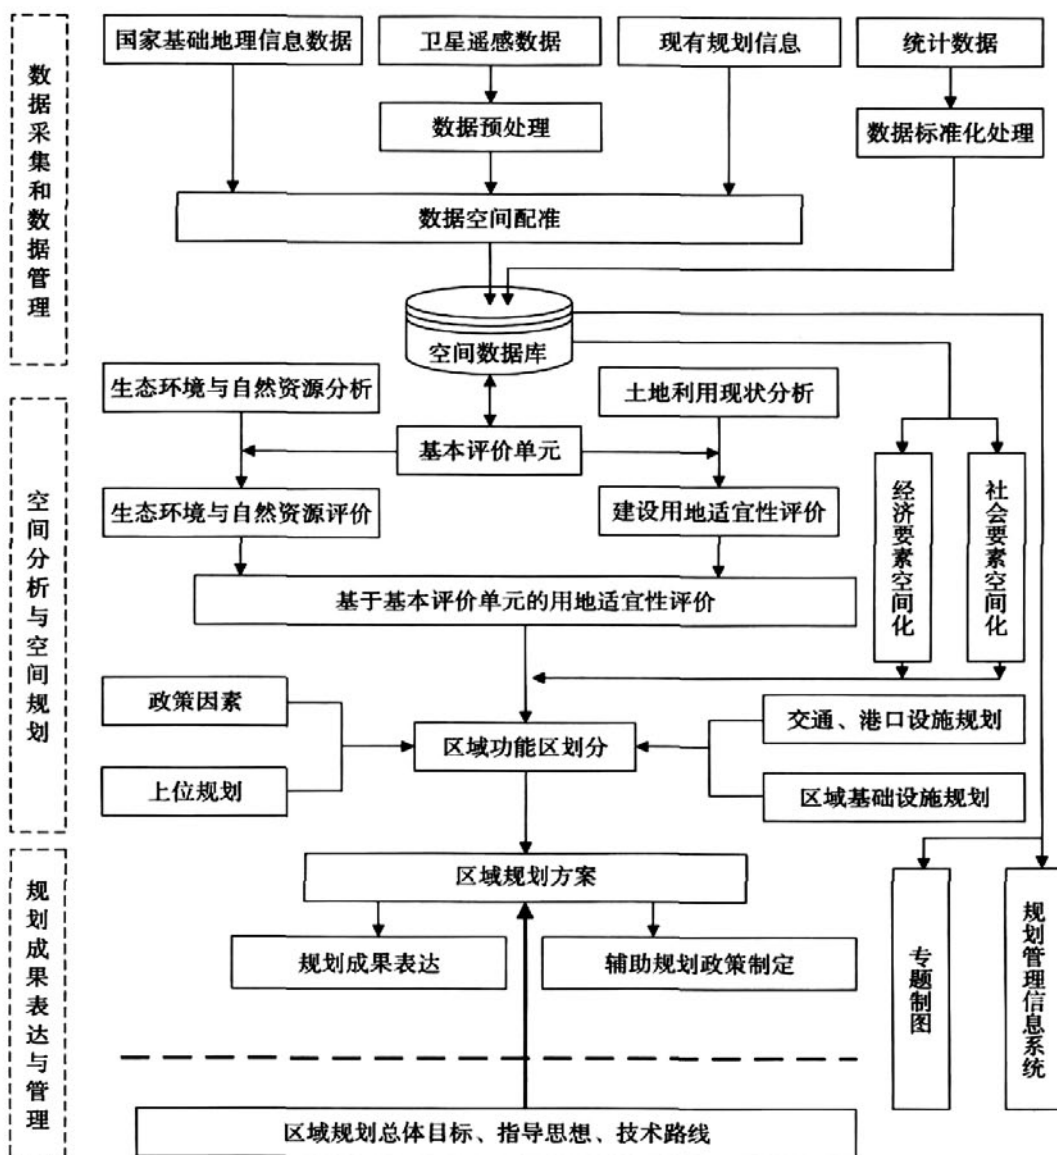 数据采集和数据管理
国家基础地理信息数据
卫星遥感数据
现有规划信息
统计数据
数据预处理
数据标准化处理
数据空间配准
空间数据库
空间分析与空间规划
生态环境与自然资源分析
土地利用现状分析
基本评价单元
生态环境与自然资源评价
建设用地适宜性评价
经济要素空间化
社会要素空间化
基于基本评价单元的用地适宜性评价
政策因素
交通、港口设施规划
区域功能区划分
上位规划
区域基础设施规划
规划成果表达与管理
区域规划方案
规划成果表达
辅助规划政策制定
专题制图
规划管理信息系统
区域规划总体目标、指导思想、技术路线